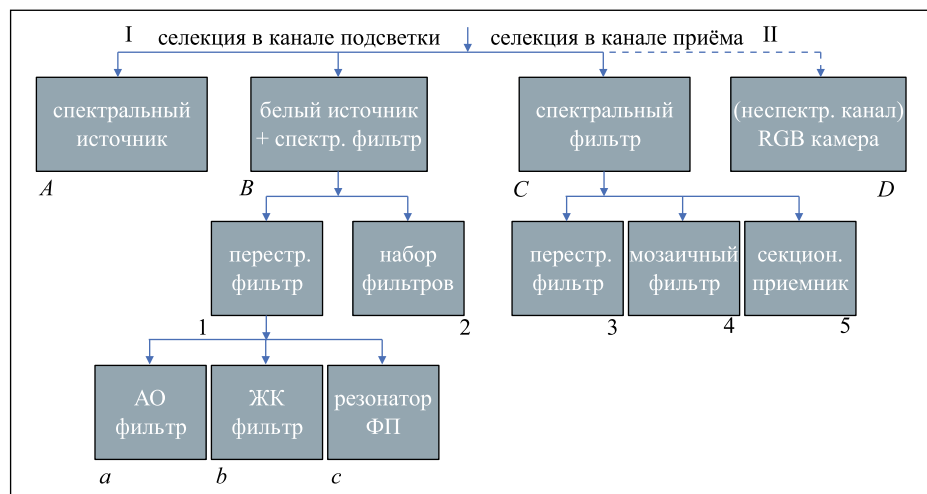 I селекция в канале подсветки селекция в канале приёма II
спектральный
источник
A
белый источник
+ спектр. фильтр
B
спектральный
фильтр
C
(неспектр. канал)
RGB камера
D
перестр.
фильтр
1
набор
фильтров
2
перестр.
фильтр
3
мозаичный
фильтр
4
секцион.
приемник
5
АО
фильтр
a
ЖК
фильтр
b
резонатор
ФП
c